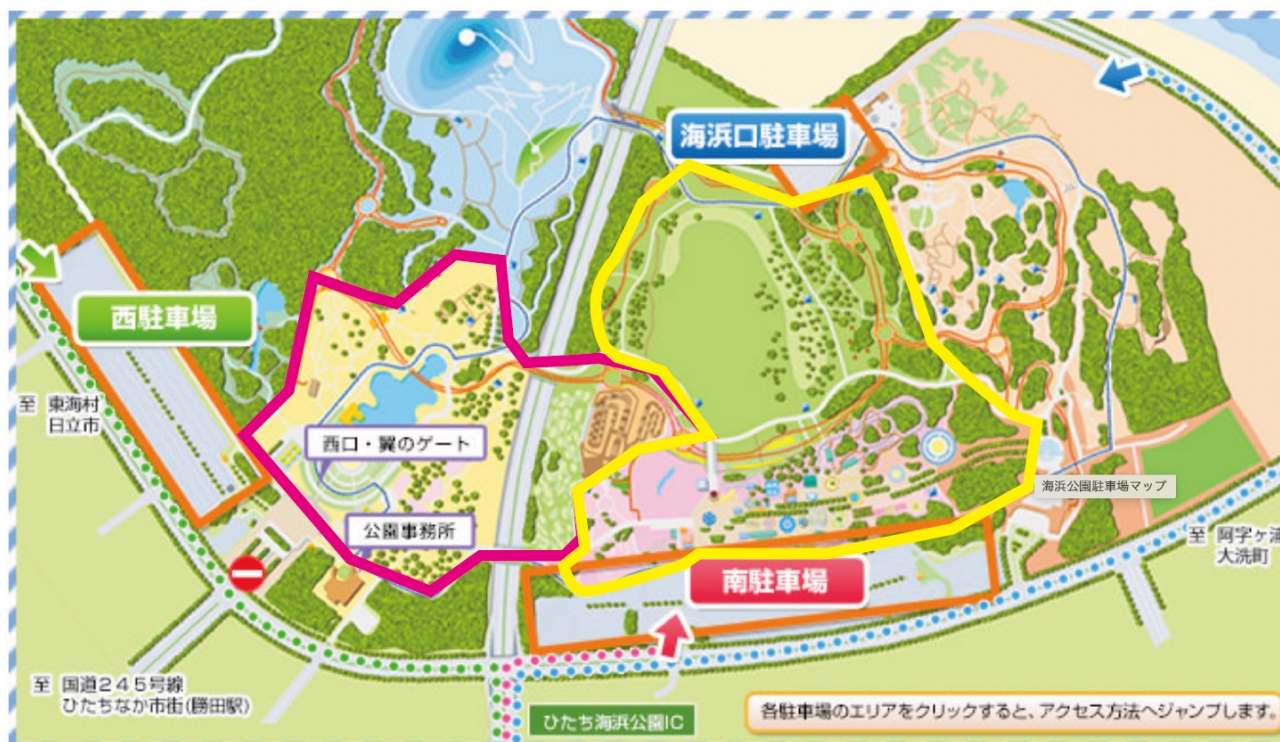 海浜口駐車場
西駐車場
至 東海村
日立市
西口・翼のゲート
公園事務所
海浜公園駐車場マップ
至 阿字ヶ浦
大洗町
南駐車場
至 国道245号線
ひたちなか市街(勝田駅)
ひたち海浜公園IC
各駐車場のエリアをクリックすると、アクセス方法へジャンプします。